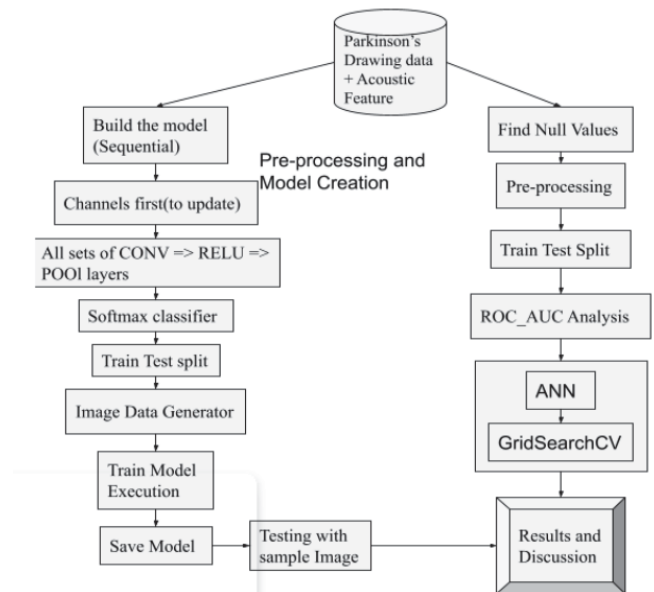 Parkinson's
Drawing data
+ Acoustic
Feature
Build the model
(Sequential)
Pre-processing and
Model Creation
Channels first(to update)
All sets of CONV => RELU =>
POOl layers
Softmax classifier
Train Test split
Image Data Generator
Train Model
Execution
Save Model
Testing with
sample Image
Find Null Values
Pre-processing
Train Test Split
ROC_AUC Analysis
ANN
GridSearchCV
Results and
Discussion